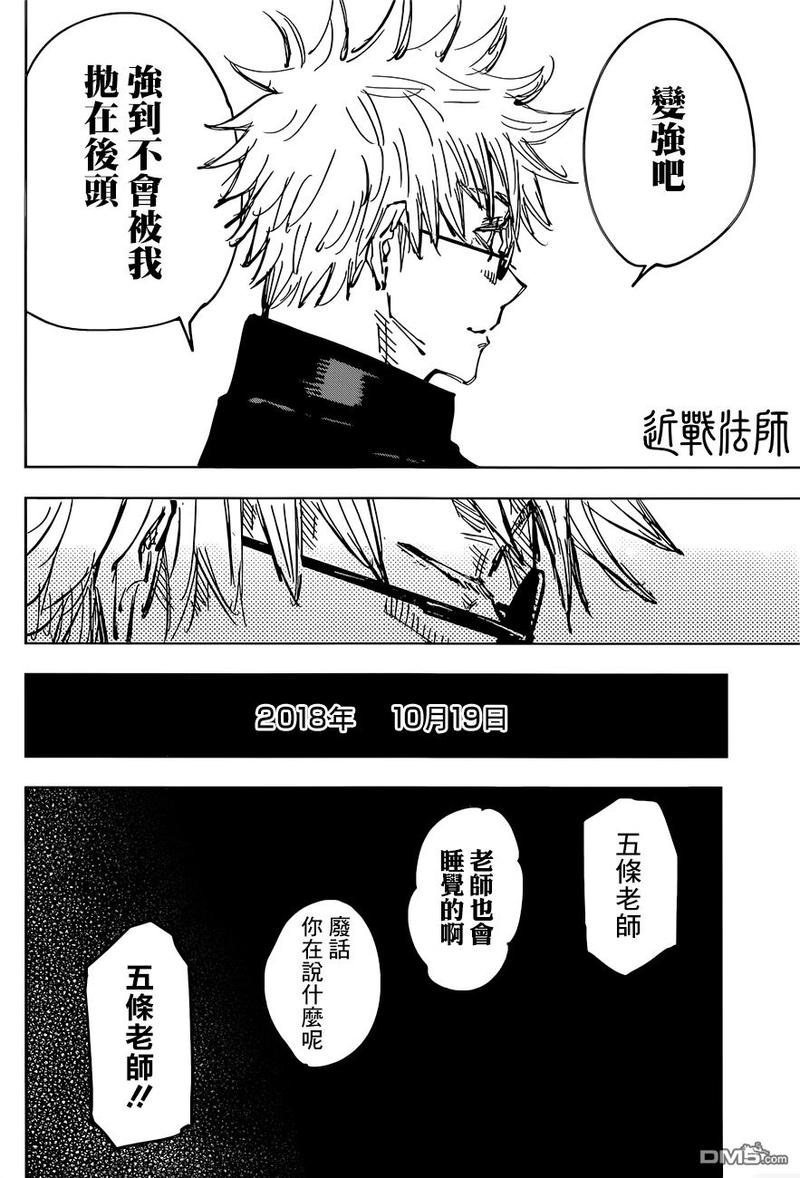 變強吧
強到不會被我
拋在後頭
近戰法師
2018年 10月19日
五條老師
老師也會
睡覺的啊
廢話
你在說什麼呢
五條老師!!
DM5.com